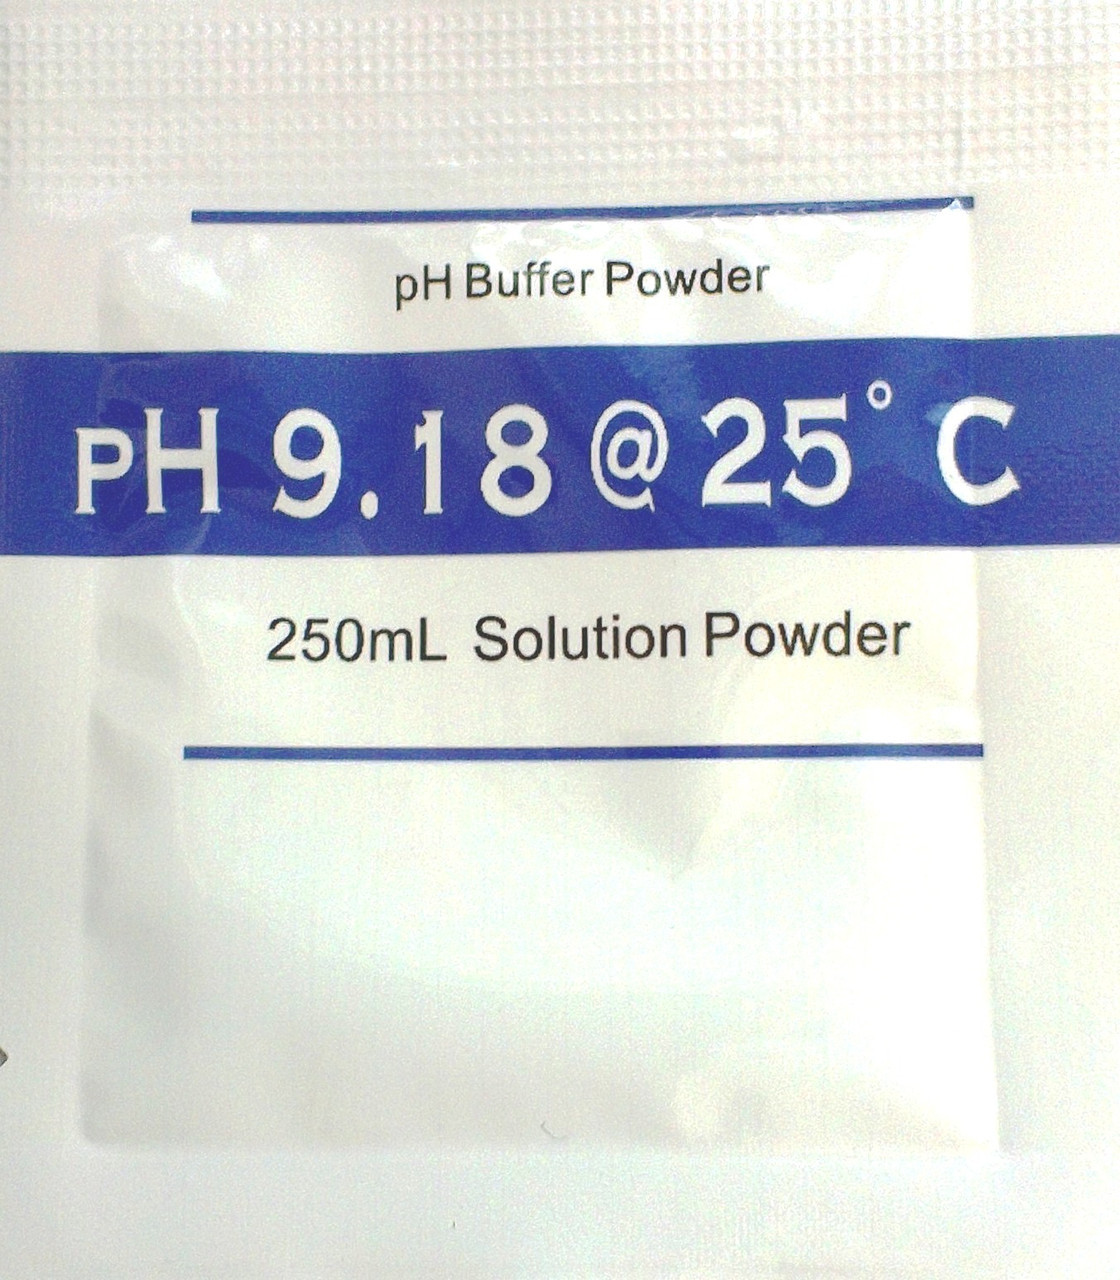 pH Buffer Powder
PH 9.18@25°C
250mL Solution Powder